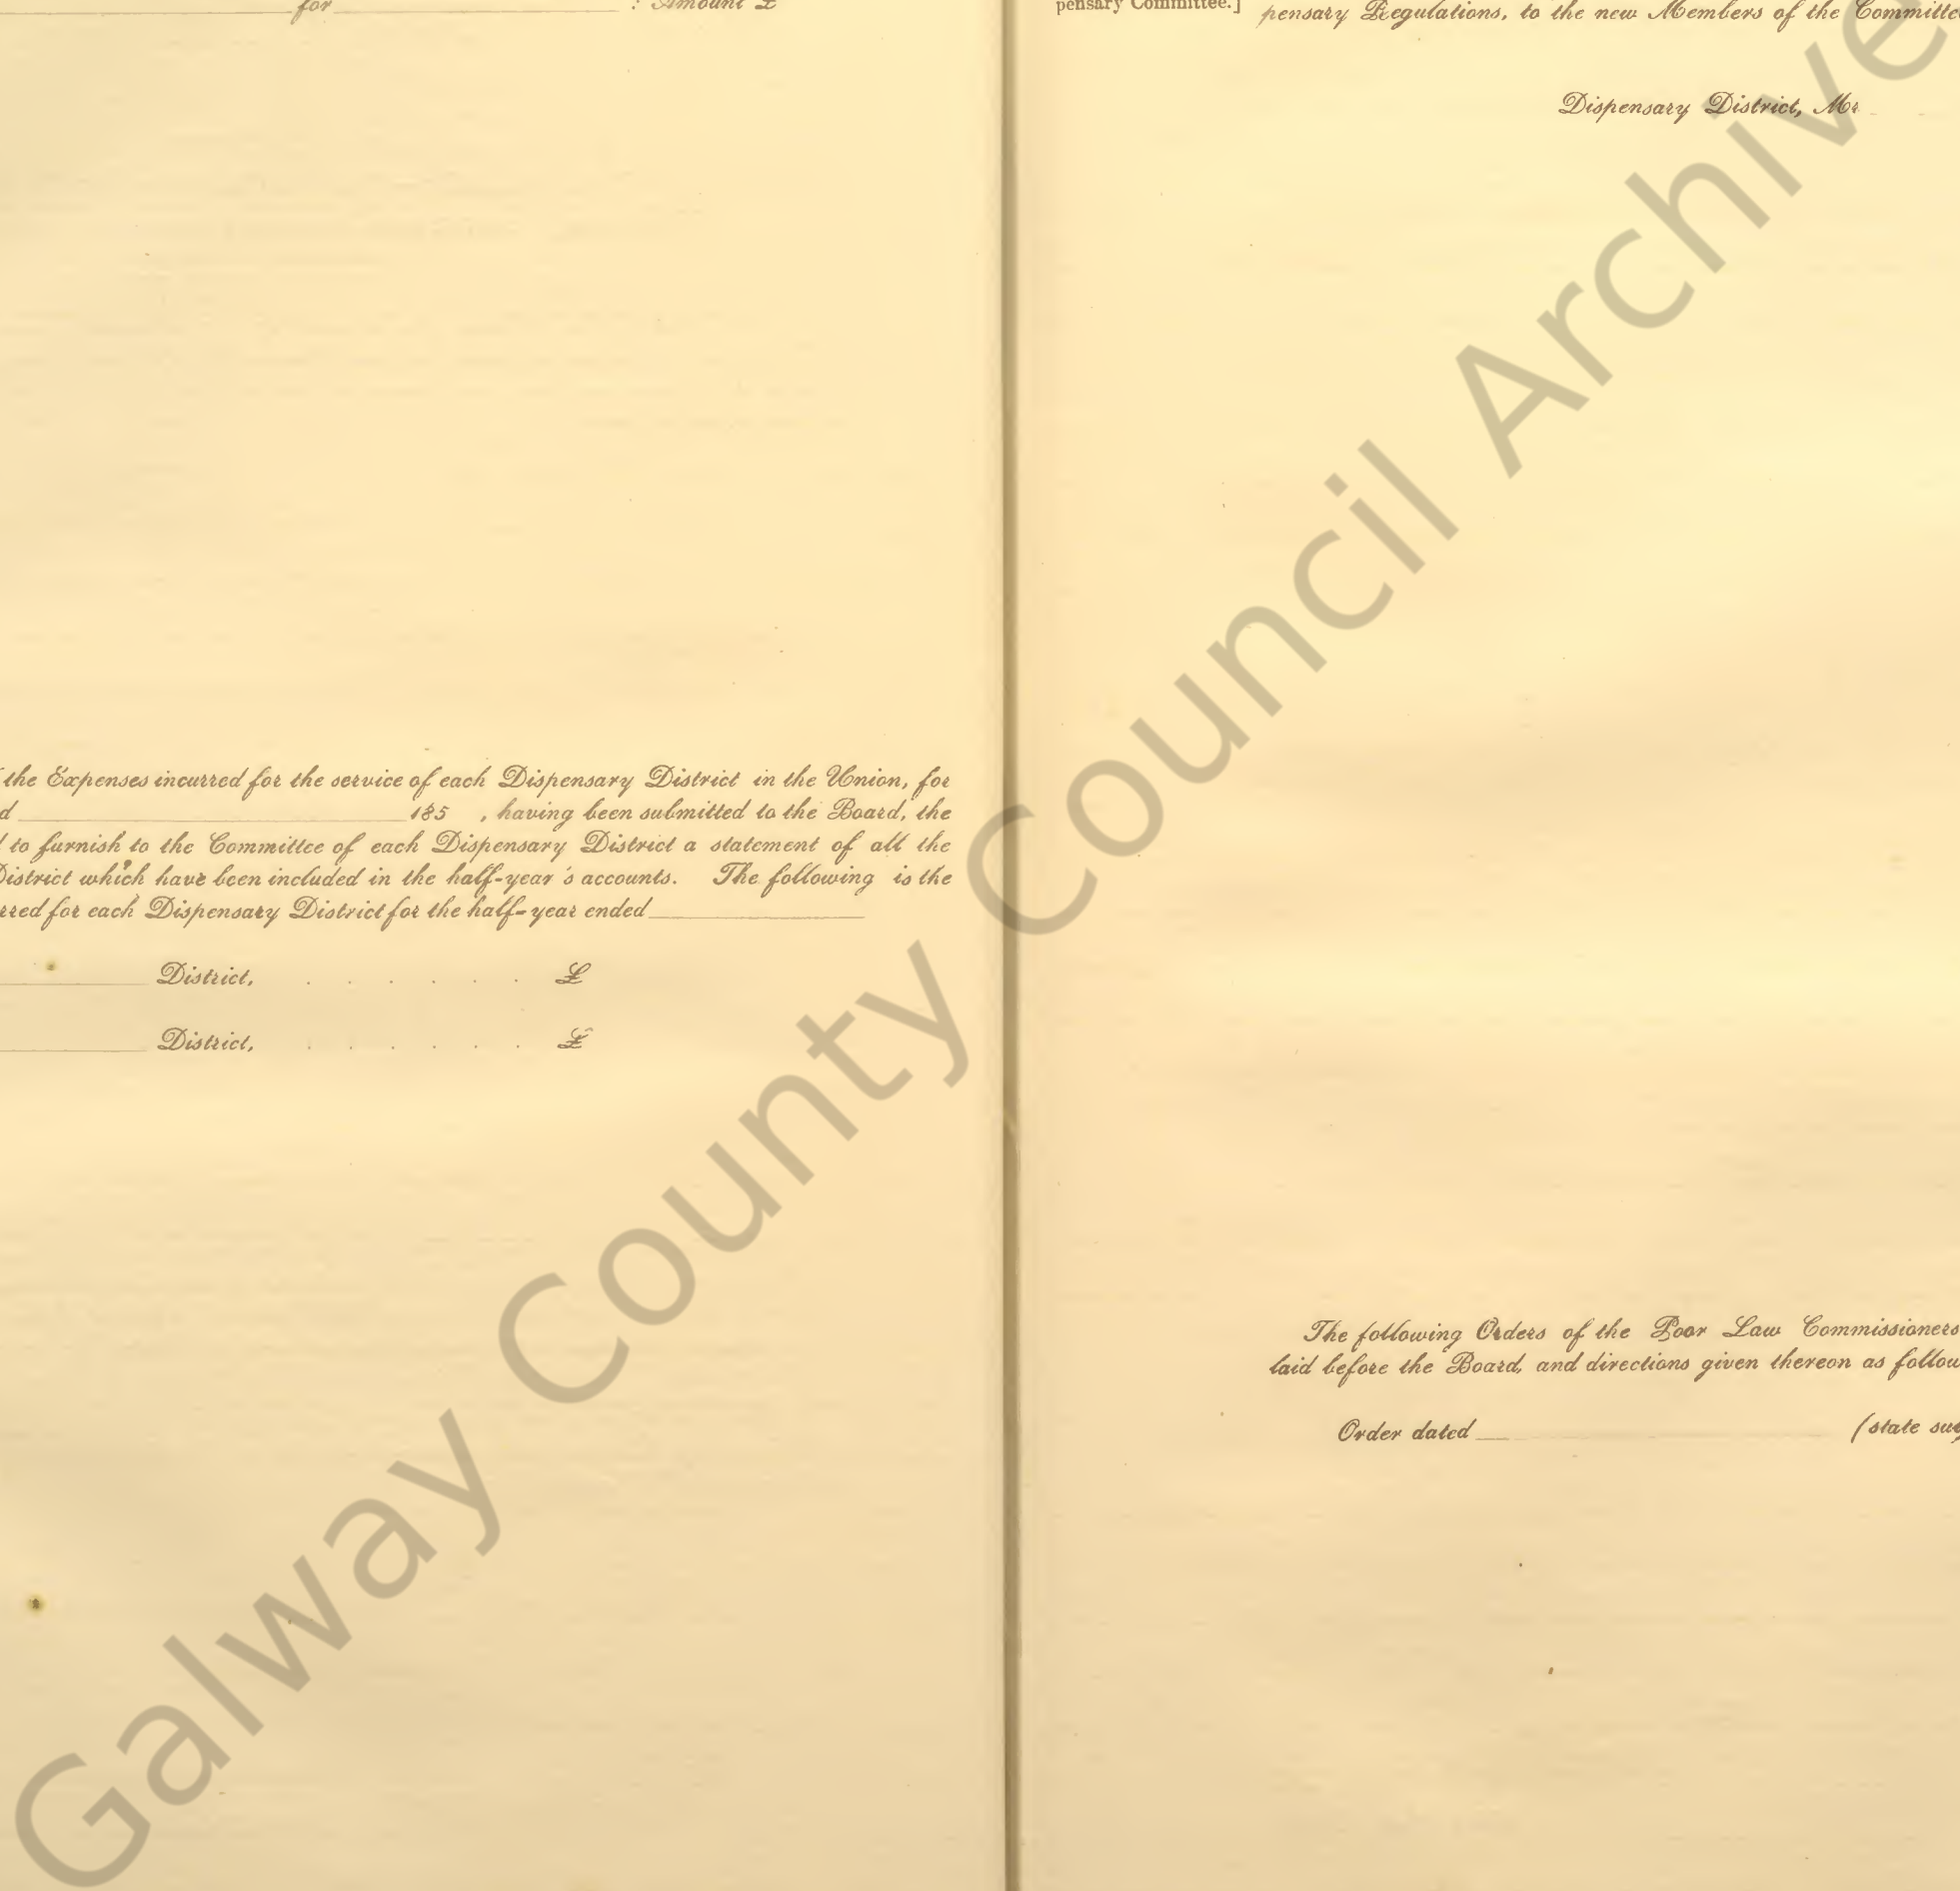 for : Amount £
the Expenses incurred for the service of each Dispensary District in the Union, for
d 185 , having been submitted to the Board, the
to furnish to the Committee of each Dispensary District a statement of all the
District which have been included in the half-year's accounts. The following is the
rred for each Dispensary District for the half-year ended
District, . . . . . . £
District, . . . . . . £
pensary Committee.]
pensary Regulations, to the new Members of the Committe
Dispensary District, Mr
The following Orders of the Poor Law Commissioners
laid before the Board, and directions given thereon as follow
Order dated (state su
Galway County Council Archive